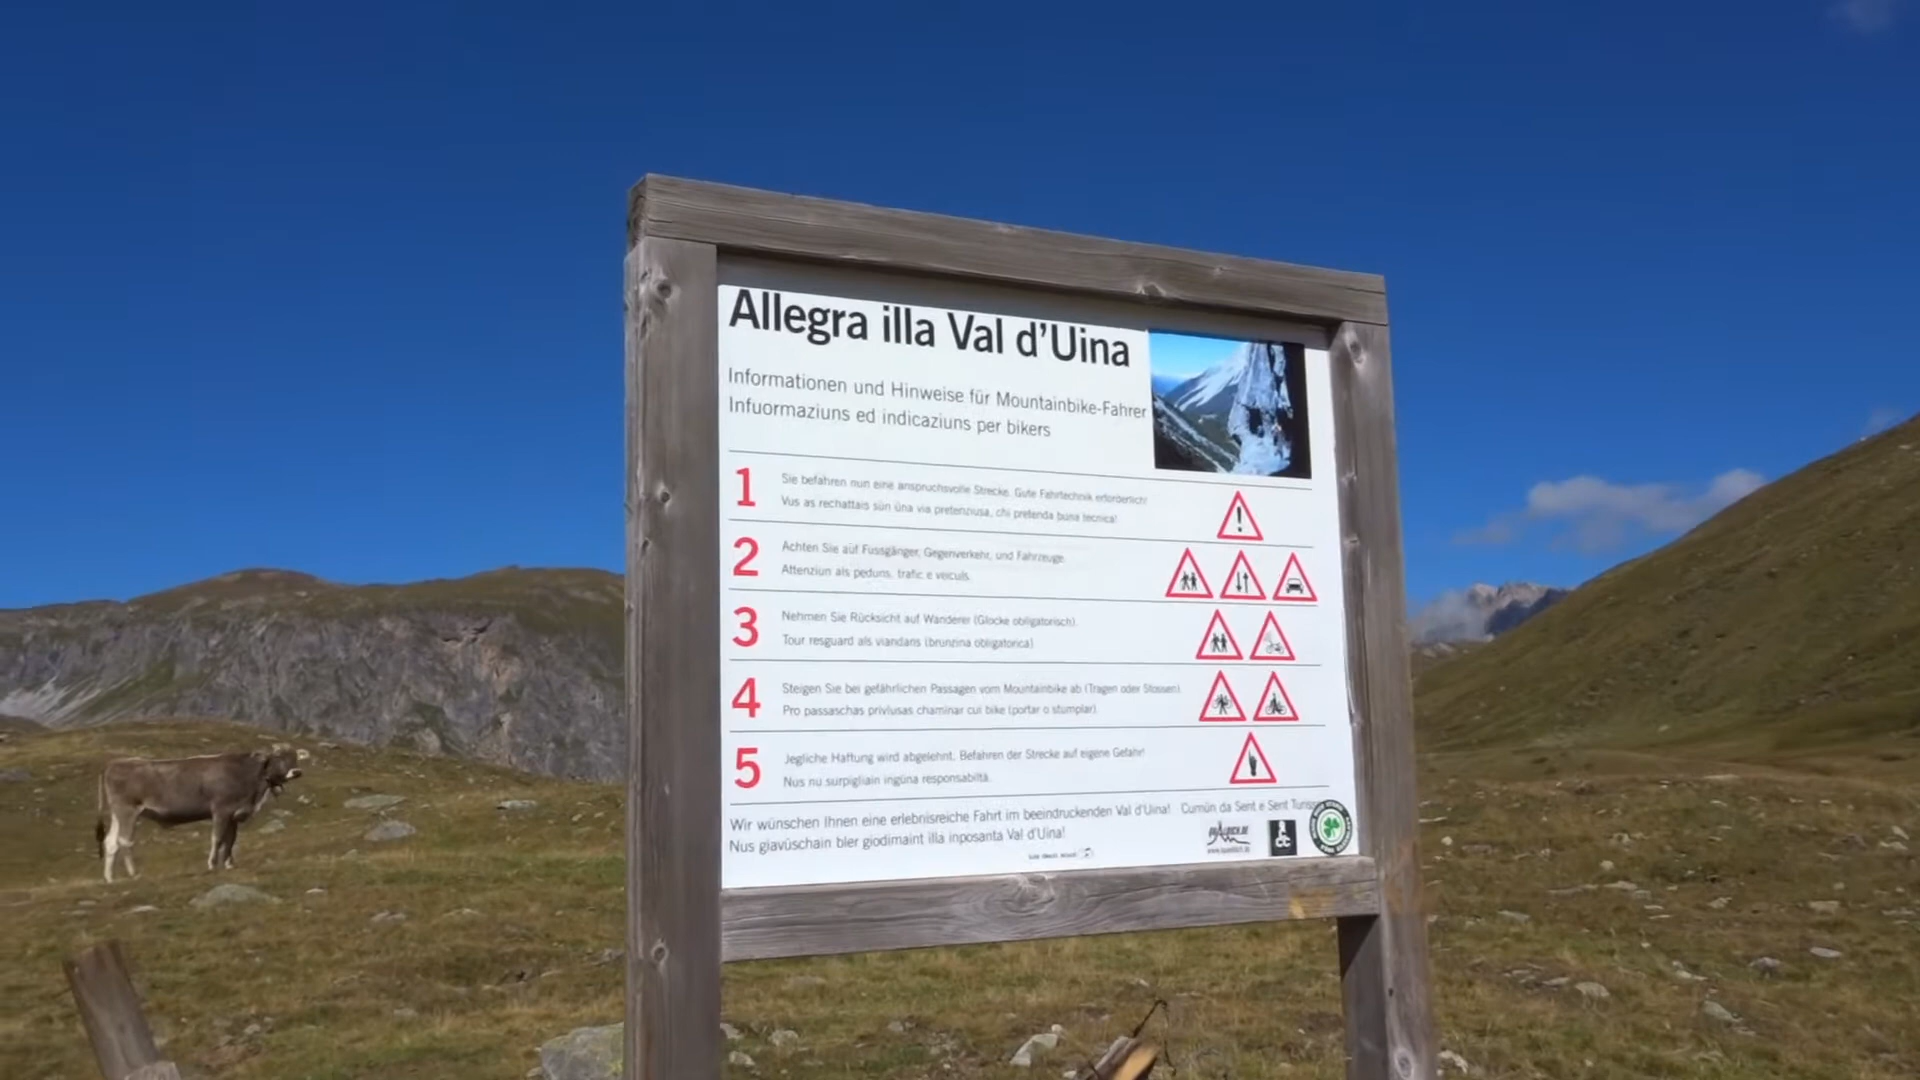 Allegra illa Val d'Uina
Informationen und Hinweise für Mountainbike-Fahrer
Infuormaziuns ed indicaziuns per bikers
1
Sie befahren nun eine anspruchsvolle Strecke. Gute Fahrtechnik erforderlich!
Vus as rechattais sün üna via pretenziusa, chi pretenda buna tecnica!
2
Achten Sie auf Fussgänger, Gegenverkehr, und Fahrzeuge.
Attenziun als peduns, trafic e veiculs.
3
Nehmen Sie Rücksicht auf Wanderer (Glocke obligatorisch).
Tour resguard als viandans (brunzina obligatorica)
4
Steigen Sie bei gefährlichen Passagen vom Mountainbike ab (Tragen oder Stossen).
Pro passaschas privlusas chaminar cul bike (portar o stumplar).
5
Jegliche Haftung wird abgelehnt. Befahren der Strecke auf eigene Gefahr!
Nus nu surpigliain ingüna responsabiltà.
Wir wünschen Ihnen eine erlebnisreiche Fahrt im beeindruckenden Val d'Uina!
Nus giavüschain bler giodimaint illa inposanta Val d'Uina!
Cumün da Sent e Sent